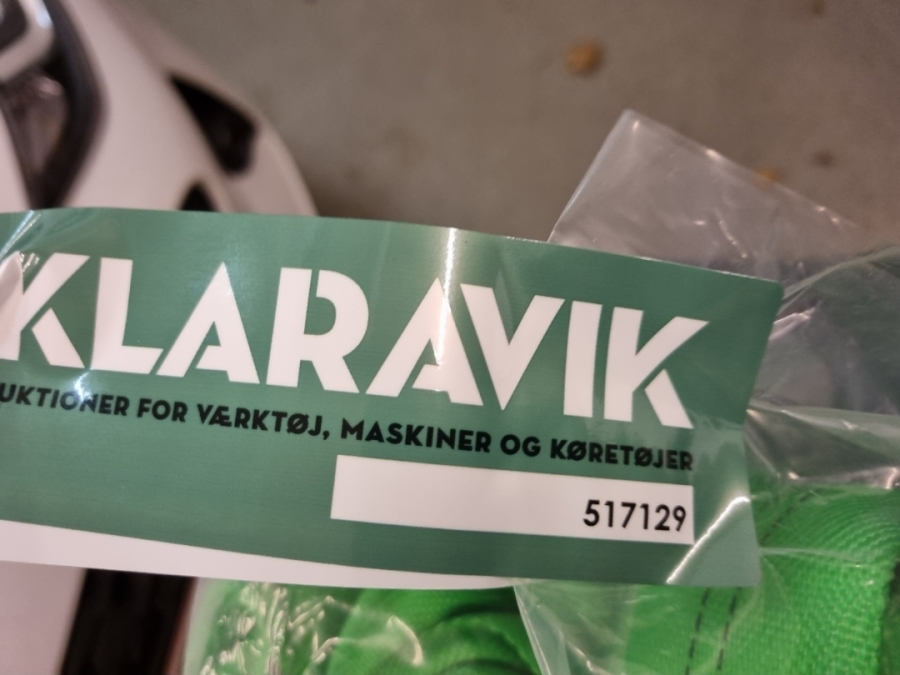 KLARAVIK
UKTIONER FOR VÆRKTØJ, MASKINER OG KØRETØJER
517129